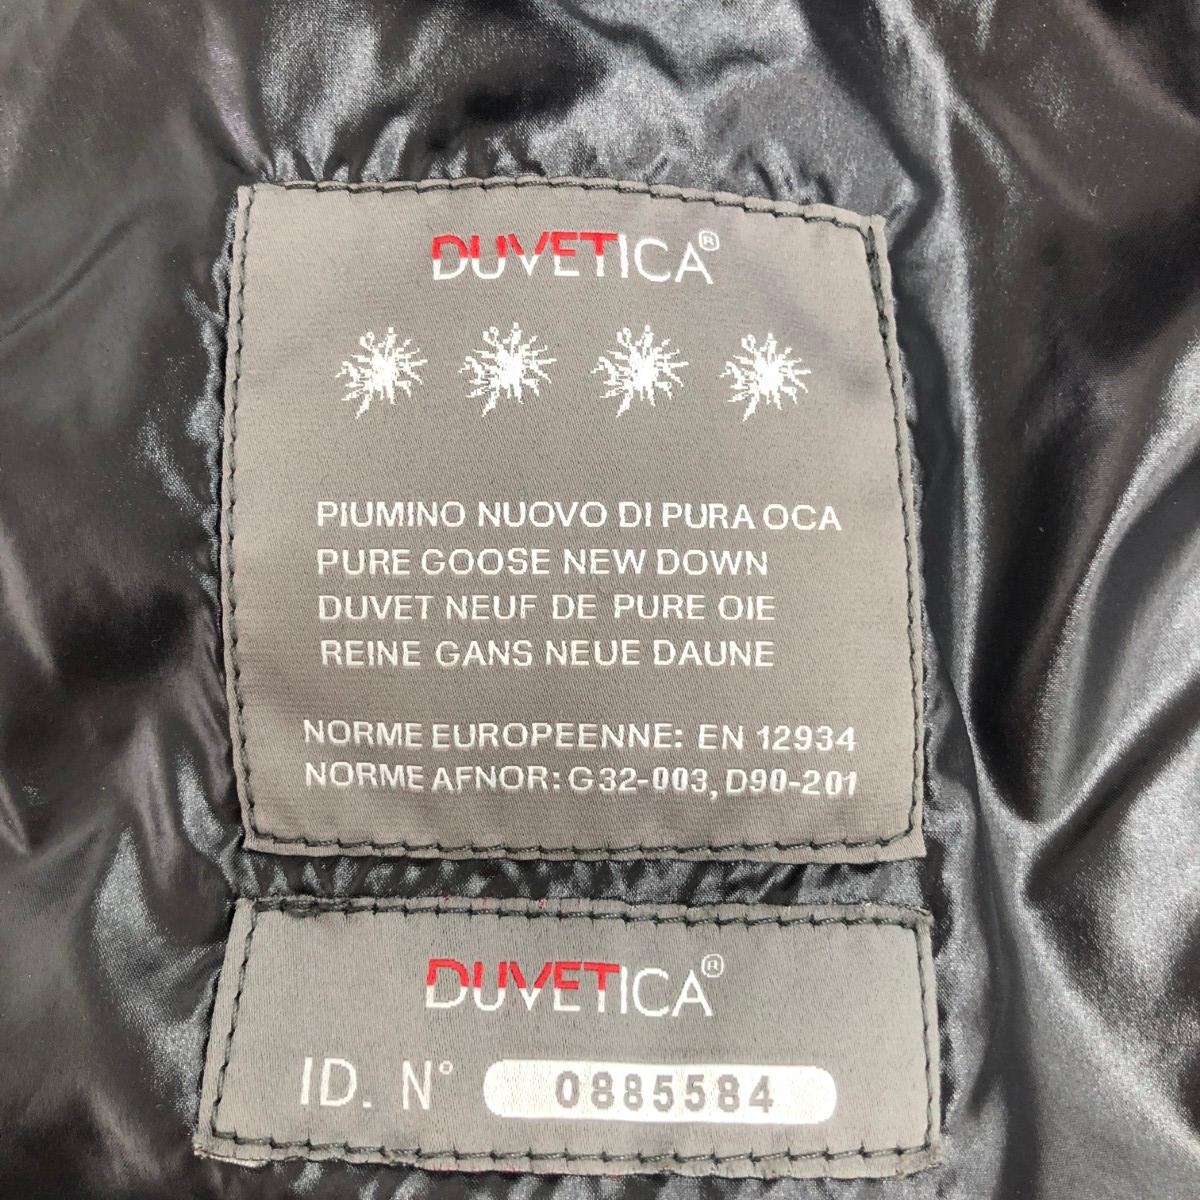 DUVETICA®
PIUMINO NUOVO DI PURA OCA
PURE GOOSE NEW DOWN
DUVET NEUF DE PURE OIE
REINE GANS NEUE DAUNE
NORME EUROPEENNE: EN 12934
NORME AFNOR: G32-003, D90-201
DUVETICA®
ID. N° 0885584